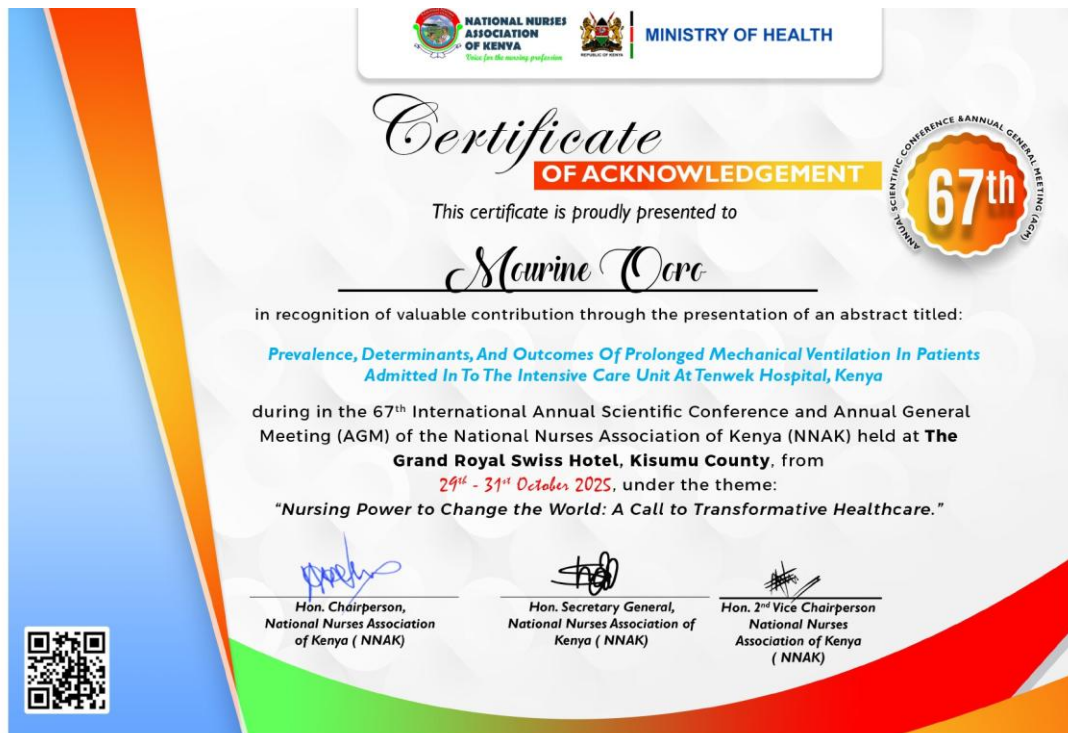 NATIONAL NURSES
ASSOCIATION
OF KENYA
Voice for the nursing profession
REPUBLIC OF KENYA
MINISTRY OF HEALTH
Certificate
OF ACKNOWLEDGEMENT
ANNUAL SCIENTIFIC CONFERENCE & ANNUAL GENERAL MEETING (AGM)
67th
This certificate is proudly presented to
Mourine Ooro
in recognition of valuable contribution through the presentation of an abstract titled:
Prevalence, Determinants, And Outcomes Of Prolonged Mechanical Ventilation In Patients
Admitted In To The Intensive Care Unit At Tenwek Hospital, Kenya
during in the 67th International Annual Scientific Conference and Annual General
Meeting (AGM) of the National Nurses Association of Kenya (NNAK) held at The
Grand Royal Swiss Hotel, Kisumu County, from
29th - 31st October 2025, under the theme:
“Nursing Power to Change the World: A Call to Transformative Healthcare.”
Hon. Chairperson,
National Nurses Association
of Kenya ( NNAK)
Hon. Secretary General,
National Nurses Association of
Kenya ( NNAK)
Hon. 2nd Vice Chairperson
National Nurses
Association of Kenya
( NNAK)